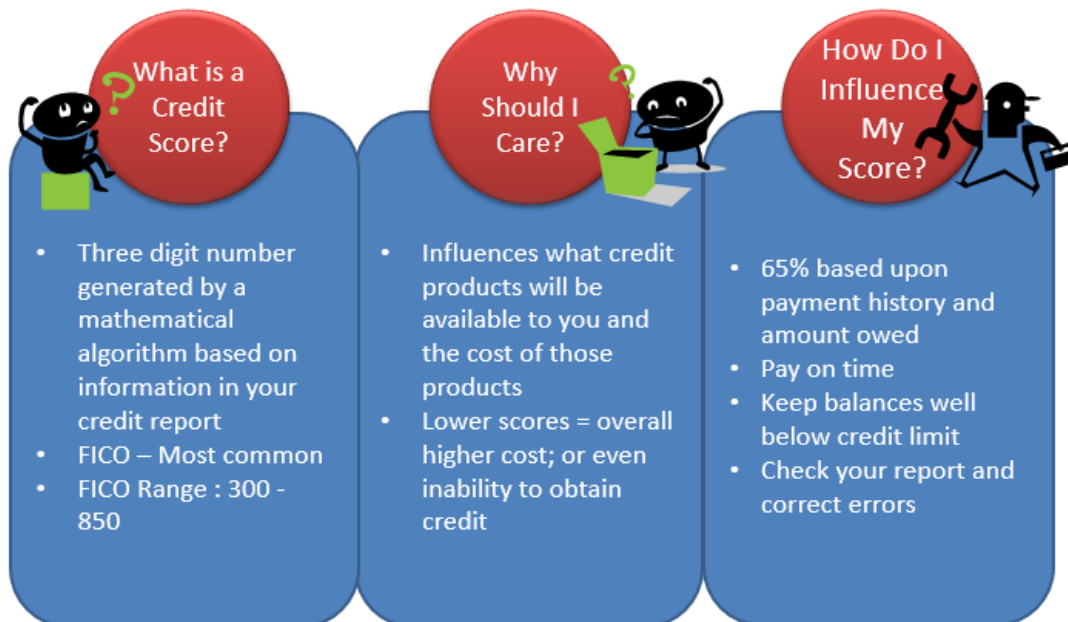 What is a
Credit
Score?
• Three digit number
generated by a
mathematical
algorithm based on
information in your
credit report
• FICO – Most common
• FICO Range : 300 -
850
Why
Should I
Care?
• Influences what credit
products will be
available to you and
the cost of those
products
• Lower scores = overall
higher cost; or even
inability to obtain
credit
How Do I
Influence
My
Score?
• 65% based upon
payment history and
amount owed
• Pay on time
• Keep balances well
below credit limit
• Check your report and
correct errors